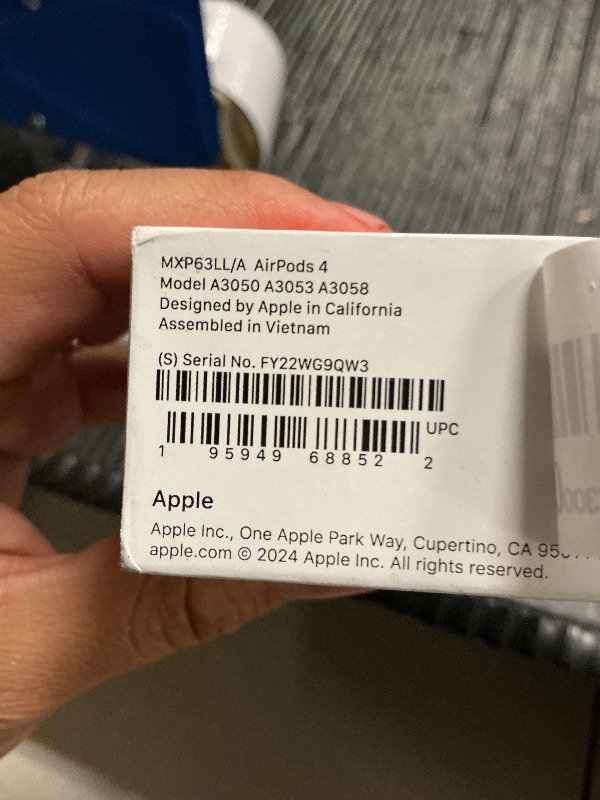 MXP63LL/A AirPods 4
Model A3050 A3053 A3058
Designed by Apple in California
Assembled in Vietnam
(S) Serial No. FY22WG9QW3
UPC
1 95949 68852 2
Apple
Apple Inc., One Apple Park Way, Cupertino, CA
apple.com © 2024 Apple Inc. All rights reserved.